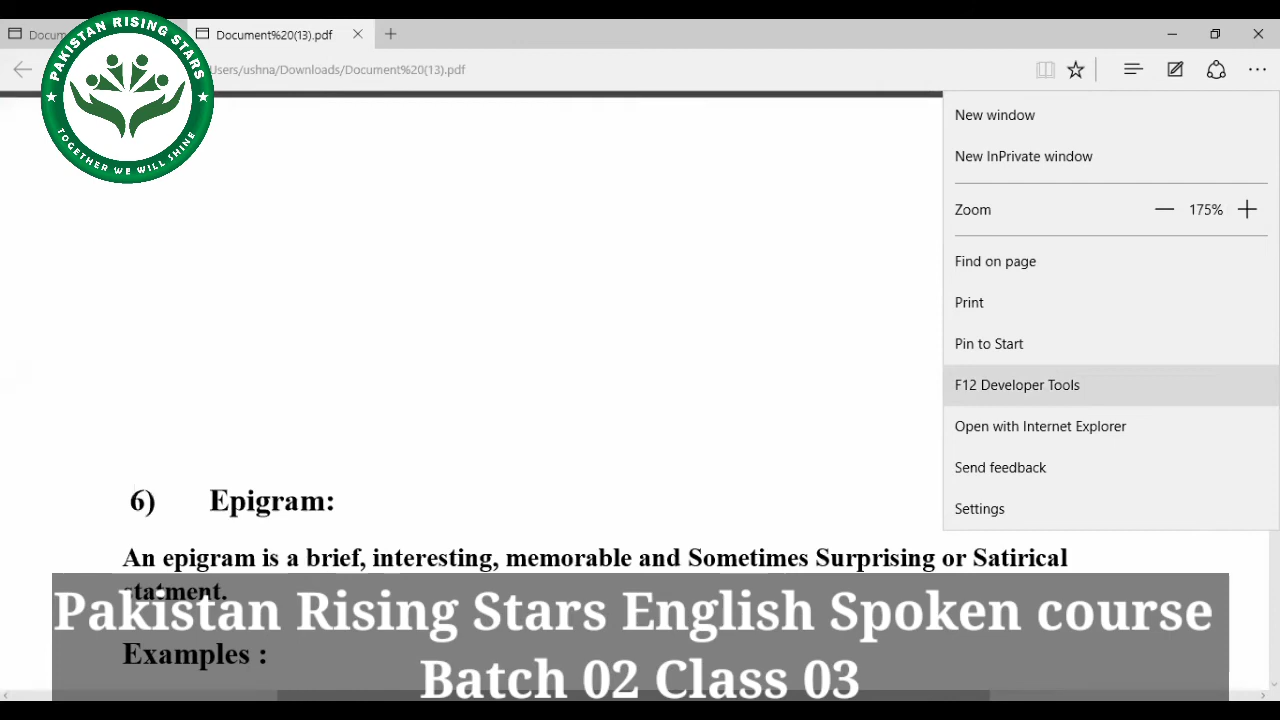 Docum
Document%20(13).pdf
Users/ushna/Downloads/Document%20(13).pdf
PAKISTAN RISING STARS
TOGETHER WE WILL SHINE
New window
New InPrivate window
Zoom
175%
Find on page
Print
Pin to Start
F12 Developer Tools
Open with Internet Explorer
Send feedback
Settings
6) Epigram:
An epigram is a brief, interesting, memorable and Sometimes Surprising or Satirical
statment.
Examples :
Pakistan Rising Stars English Spoken course
Batch 02 Class 03